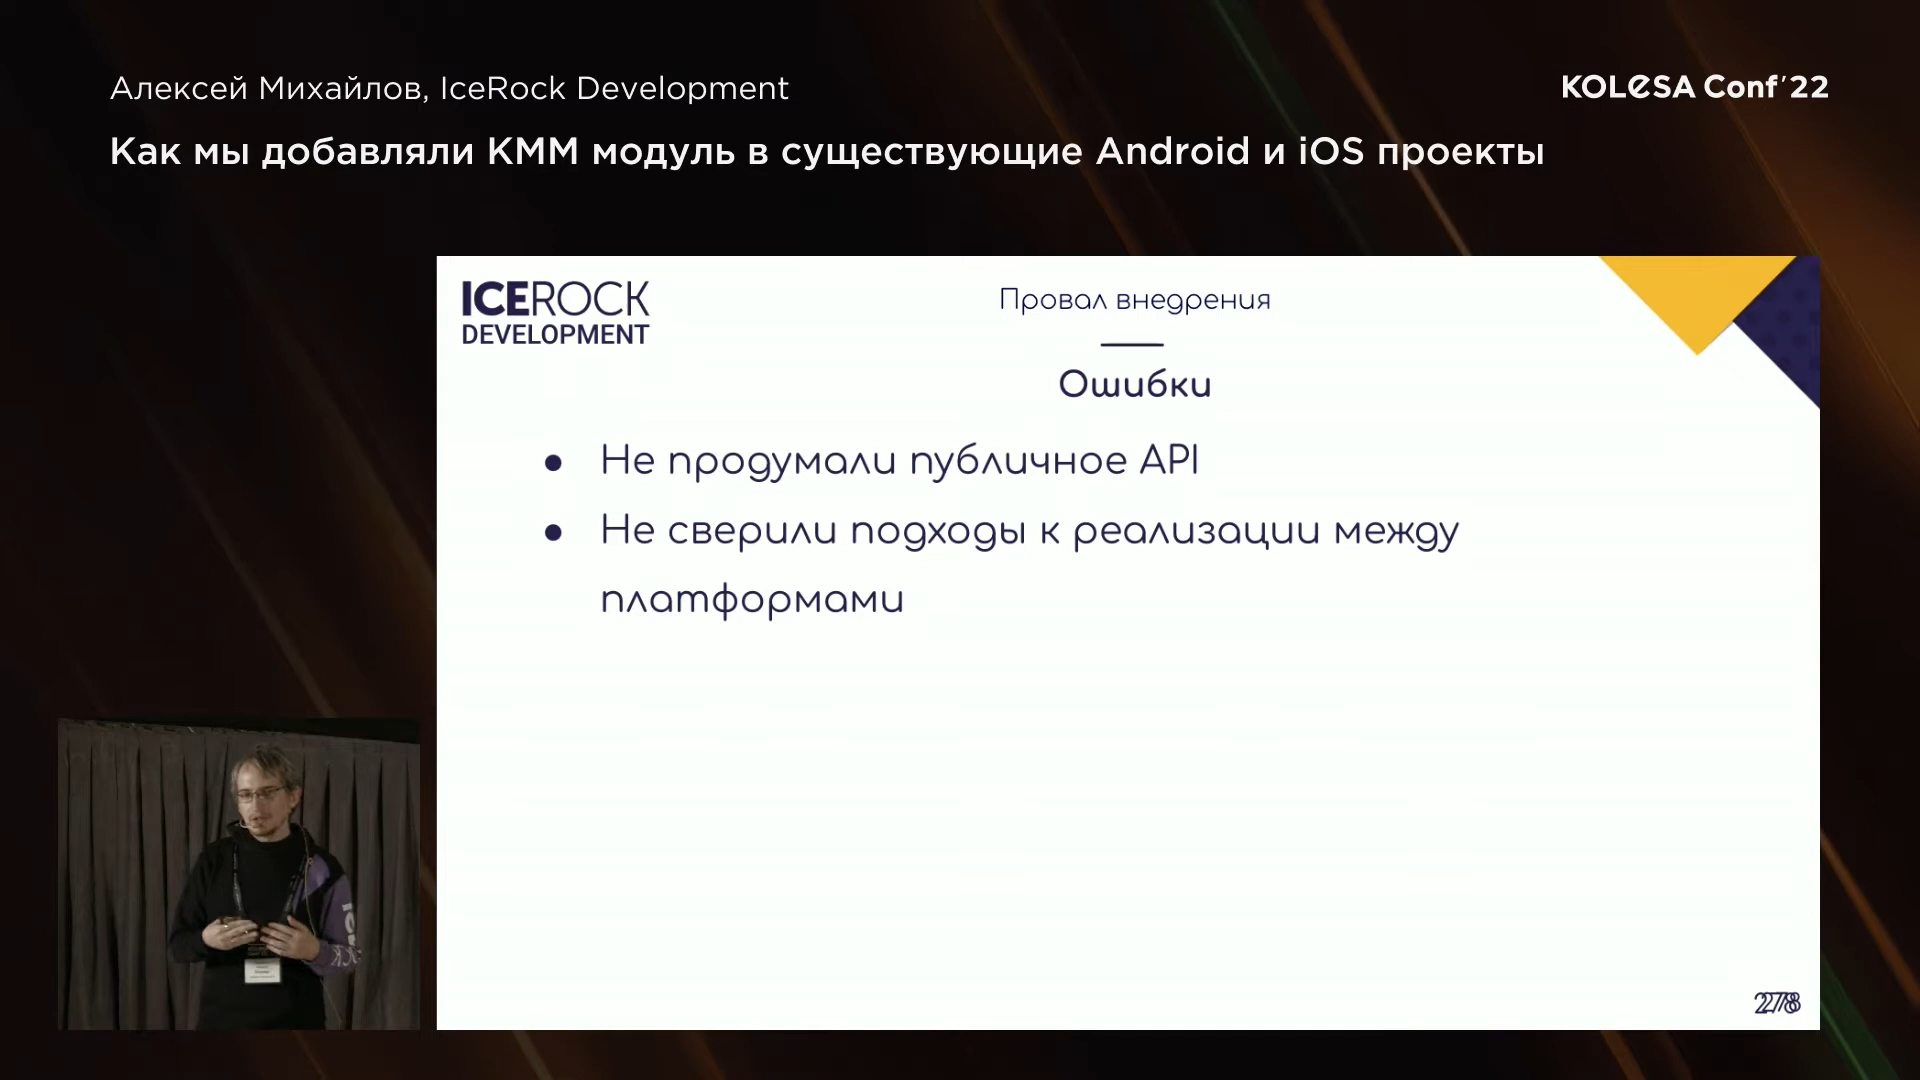 Алексей Михайлов, IceRock Development
KOLESA Conf'22
Как мы добавляли KMM модуль в существующие Android и iOS проекты
ICEROCK
DEVELOPMENT
Провал внедрения
Ошибки
● Не продумали публичное API
● Не сверили подходы к реализации между
платформами